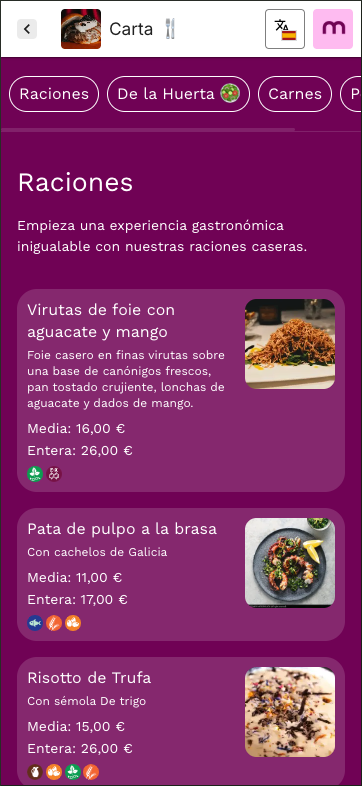 Carta
Raciones
De la Huerta
Carnes
Raciones
Empieza una experiencia gastronómica
inigualable con nuestras raciones caseras.
Virutas de foie con
aguacate y mango
Foie casero en finas virutas sobre
una base de canónigos frescos,
pan tostado crujiente, lonchas de
aguacate y dados de mango.
Media: 16,00 €
Entera: 26,00 €
Pata de pulpo a la brasa
Con cachelos de Galicia
Media: 11,00 €
Entera: 17,00 €
Risotto de Trufa
Con sémola De trigo
Media: 15,00 €
Entera: 26,00 €